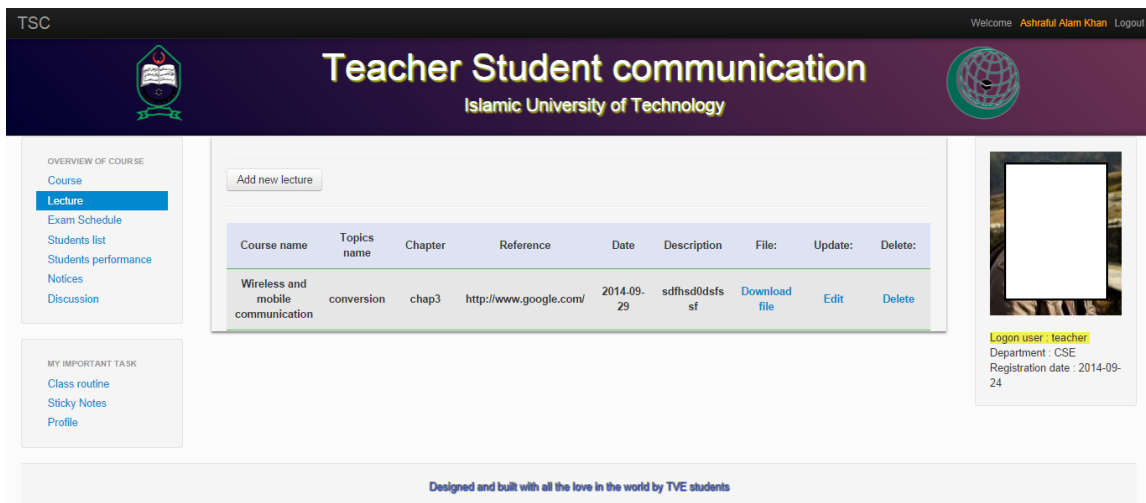 TSC
Welcome Ashraful Alam Khan Logout
Teacher Student communication
Islamic University of Technology
OVERVIEW OF COURSE
Course
Lecture
Exam Schedule
Students list
Students performance
Notices
Discussion
MY IMPORTANT TASK
Class routine
Sticky Notes
Profile
Add new lecture
Course name Topics name Chapter Reference Date Description File: Update: Delete:
Wireless and mobile communication conversion chap3 http://www.google.com/ 2014-09-29 sdfhsd0dsfs sf Download file Edit Delete
Logon user : teacher
Department : CSE
Registration date : 2014-09-
24
Designed and built with all the love in the world by TVE students